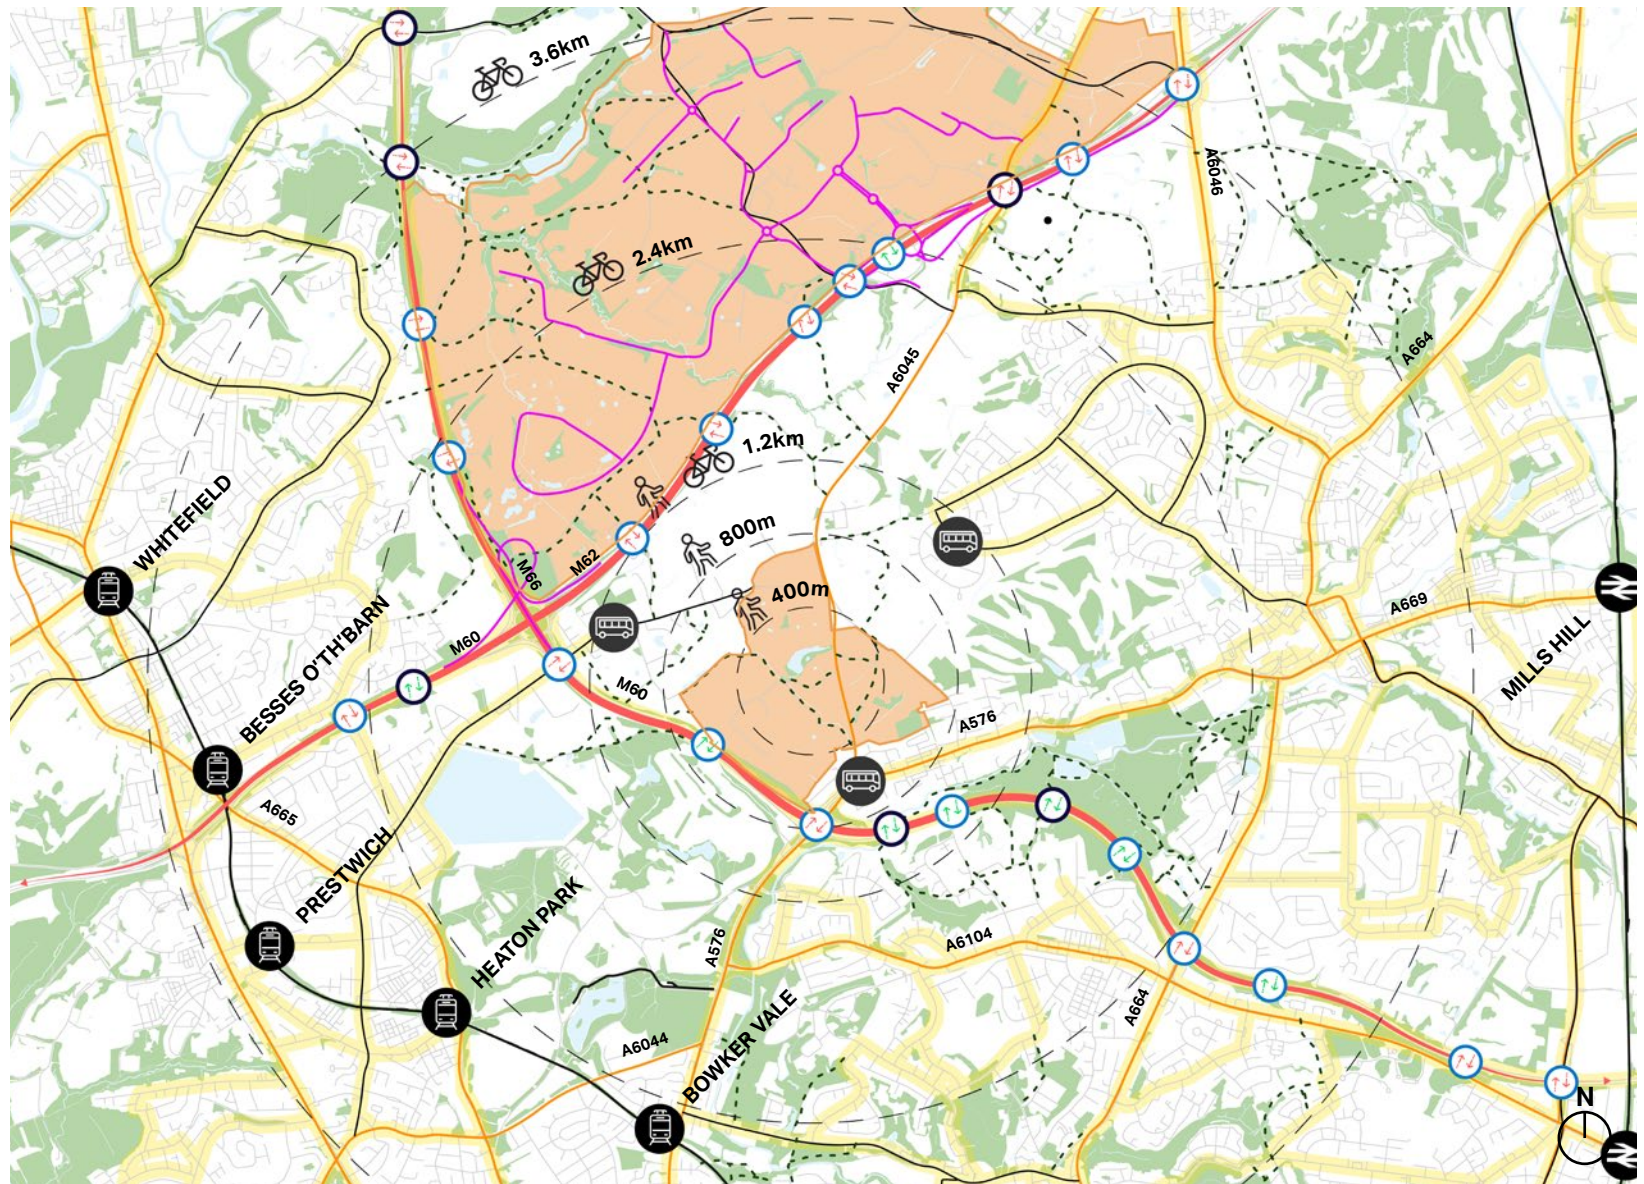 3.6km
A6046
2.4km
A664
A6045
1.2km
WHITEFIELD
800m
M66
M62
400m
A669
BESSES O'TH'BARN
M60
MILLS HILL
M60
A576
A665
PRESTWICH
HEATON PARK
A576
A6104
A664
BOWKER VALE
A6044
N